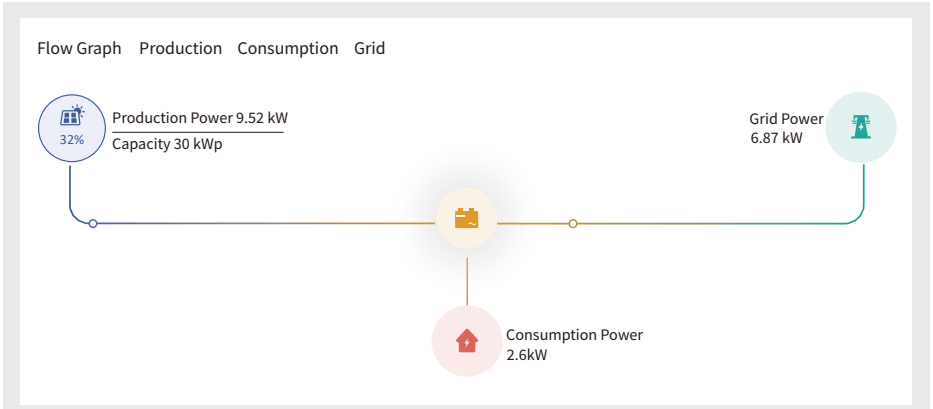 Flow Graph Production Consumption Grid
32%
Production Power 9.52 kW
Capacity 30 kWp
Grid Power
6.87 kW
Consumption Power
2.6kW